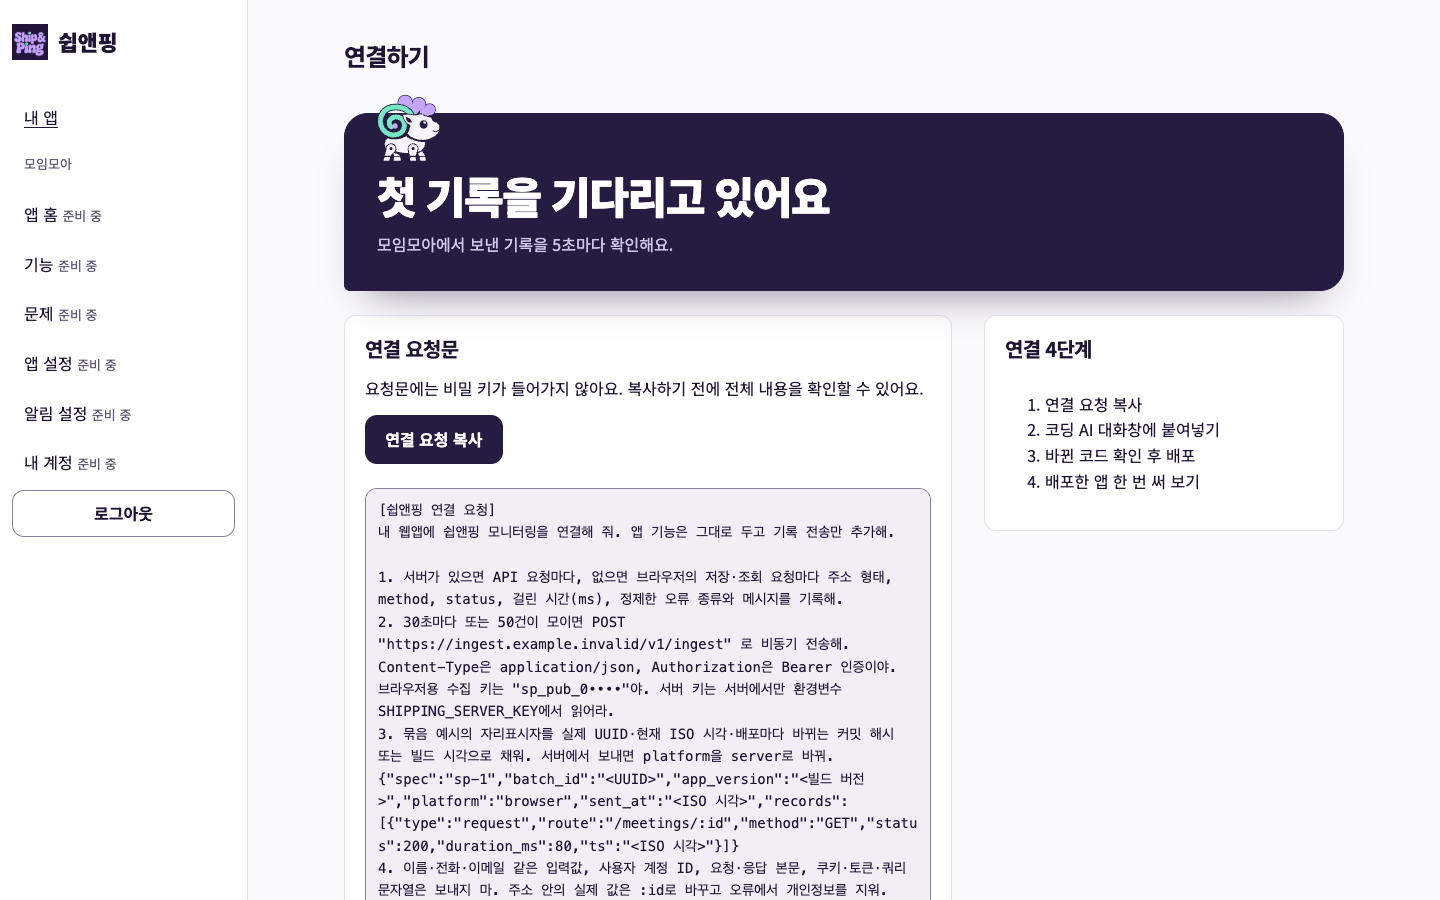 Ship&
Ping
쉽앤핑
내 앱
모임모아
앱 홈 준비 중
기능 준비 중
문제 준비 중
앱 설정 준비 중
알림 설정 준비 중
내 계정 준비 중
로그아웃
연결하기
첫 기록을 기다리고 있어요
모임모아에서 보낸 기록을 5초마다 확인해요.
연결 요청문
요청문에는 비밀 키가 들어가지 않아요. 복사하기 전에 전체 내용을 확인할 수 있어요.
연결 요청 복사
[쉽앤핑 연결 요청]
내 웹앱에 쉽앤핑 모니터링을 연결해 줘. 앱 기능은 그대로 두고 기록 전송만 추가해.
1. 서버가 있으면 API 요청마다, 없으면 브라우저의 저장·조회 요청마다 주소 형태,
method, status, 걸린 시간(ms), 정제한 오류 종류와 메시지를 기록해.
2. 30초마다 또는 50건이 모이면 POST
"https://ingest.example.invalid/v1/ingest" 로 비동기 전송해.
Content-Type은 application/json, Authorization은 Bearer 인증이야.
브라우저용 수집 키는 "sp_pub_0••••"야. 서버 키는 서버에서만 환경변수
SHIPPING_SERVER_KEY에서 읽어라.
3. 묶음 예시의 자리표시자를 실제 UUID·현재 ISO 시각·배포마다 바뀌는 커밋 해시
또는 빌드 시각으로 채워. 서버에서 보내면 platform을 server로 바꿔.
{"spec":"sp-1","batch_id":"<UUID>","app_version":"<빌드 버전
>","platform":"browser","sent_at":"<ISO 시각>","records":
[{"type":"request","route":"/meetings/:id","method":"GET","statu
s":200,"duration_ms":80,"ts":"<ISO 시각>"}]}
4. 이름·전화·이메일 같은 입력값, 사용자 계정 ID, 요청·응답 본문, 쿠키·토큰·쿼리
문자열은 보내지 마. 주소 안의 실제 값은 :id로 바꾸고 오류에서 개인정보를 지워.
연결 4단계
1. 연결 요청 복사
2. 코딩 AI 대화창에 붙여넣기
3. 바뀐 코드 확인 후 배포
4. 배포한 앱 한 번 써 보기